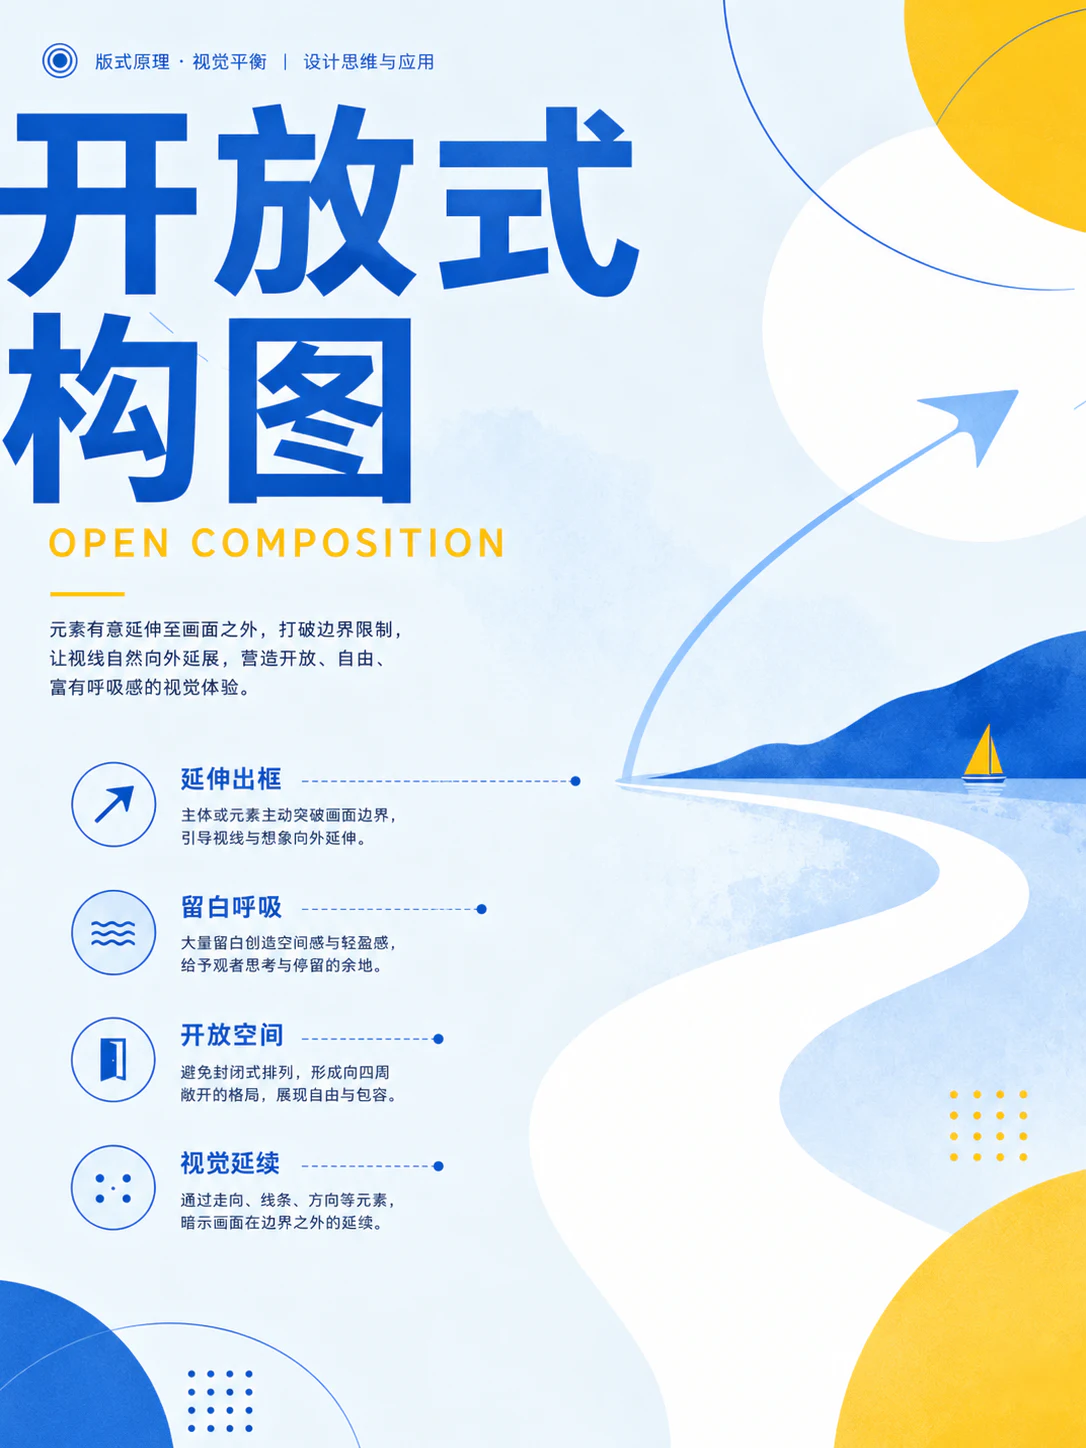 版式原理 · 视觉平衡 | 设计思维与应用
开放式
构图
OPEN COMPOSITION
元素有意延伸至画面之外，打破边界限制，
让视线自然向外延展，营造开放、自由、
富有呼吸感的视觉体验。
延伸出框
主体或元素主动突破画面边界，
引导视线与想象向外延伸。
留白呼吸
大量留白创造空间感与轻盈感，
给予观者思考与停留的余地。
开放空间
避免封闭式排列，形成向四周
敞开的格局，展现自由与包容。
视觉延续
通过走向、线条、方向等元素，
暗示画面在边界之外的延续。